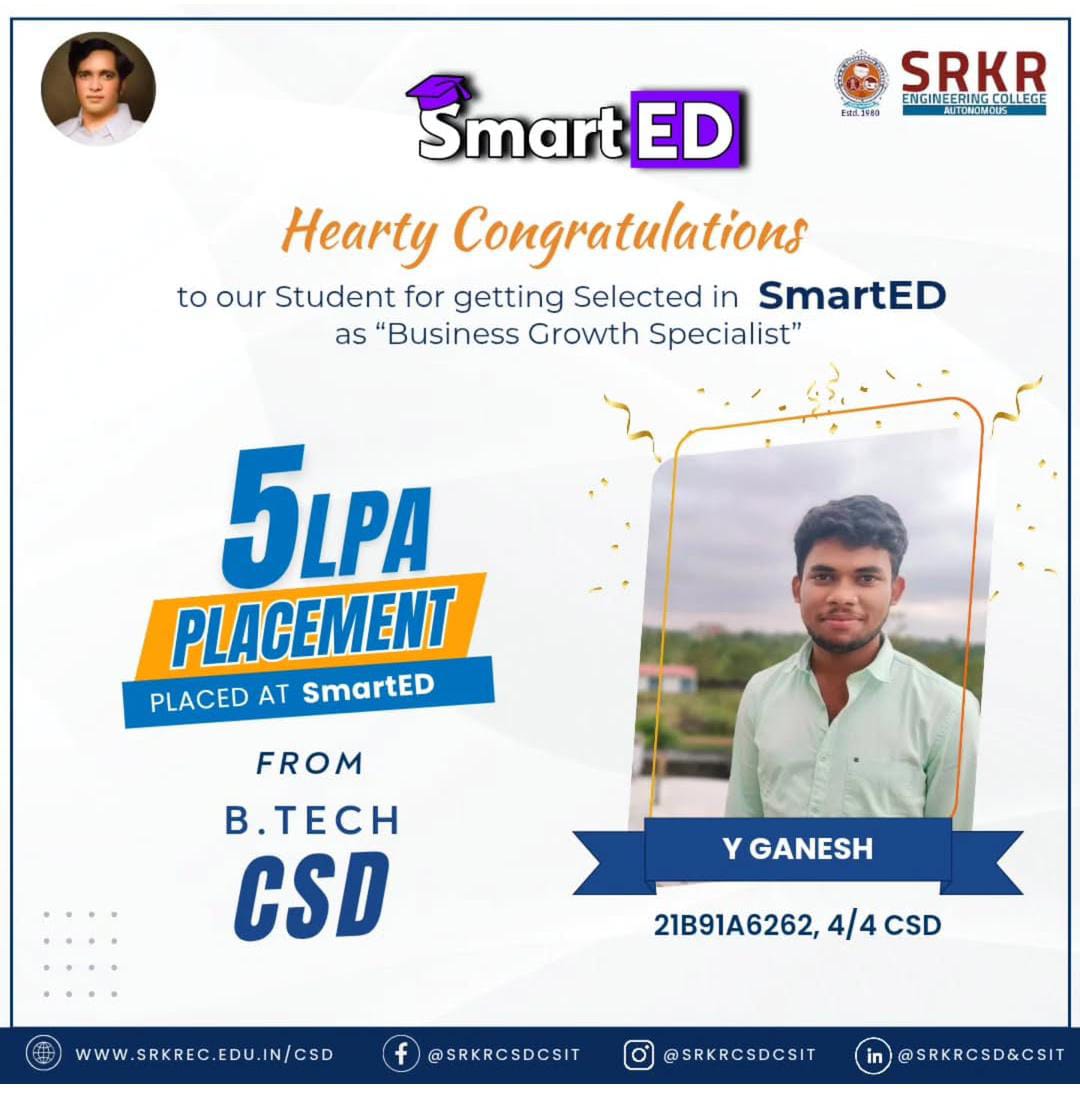 SmartED
Estd. 1980
SRKR
ENGINEERING COLLEGE
AUTONOMOUS
Hearty Congratulations
to our Student for getting Selected in SmartED
as “Business Growth Specialist”
5LPA
PLACEMENT
PLACED AT SmartED
FROM
B.TECH
CSD
Y GANESH
21B91A6262, 4/4 CSD
WWW.SRKREC.EDU.IN/CSD
@SRKRCSDCSIT
@SRKRCSDCSIT
in @SRKRCSD&CSIT